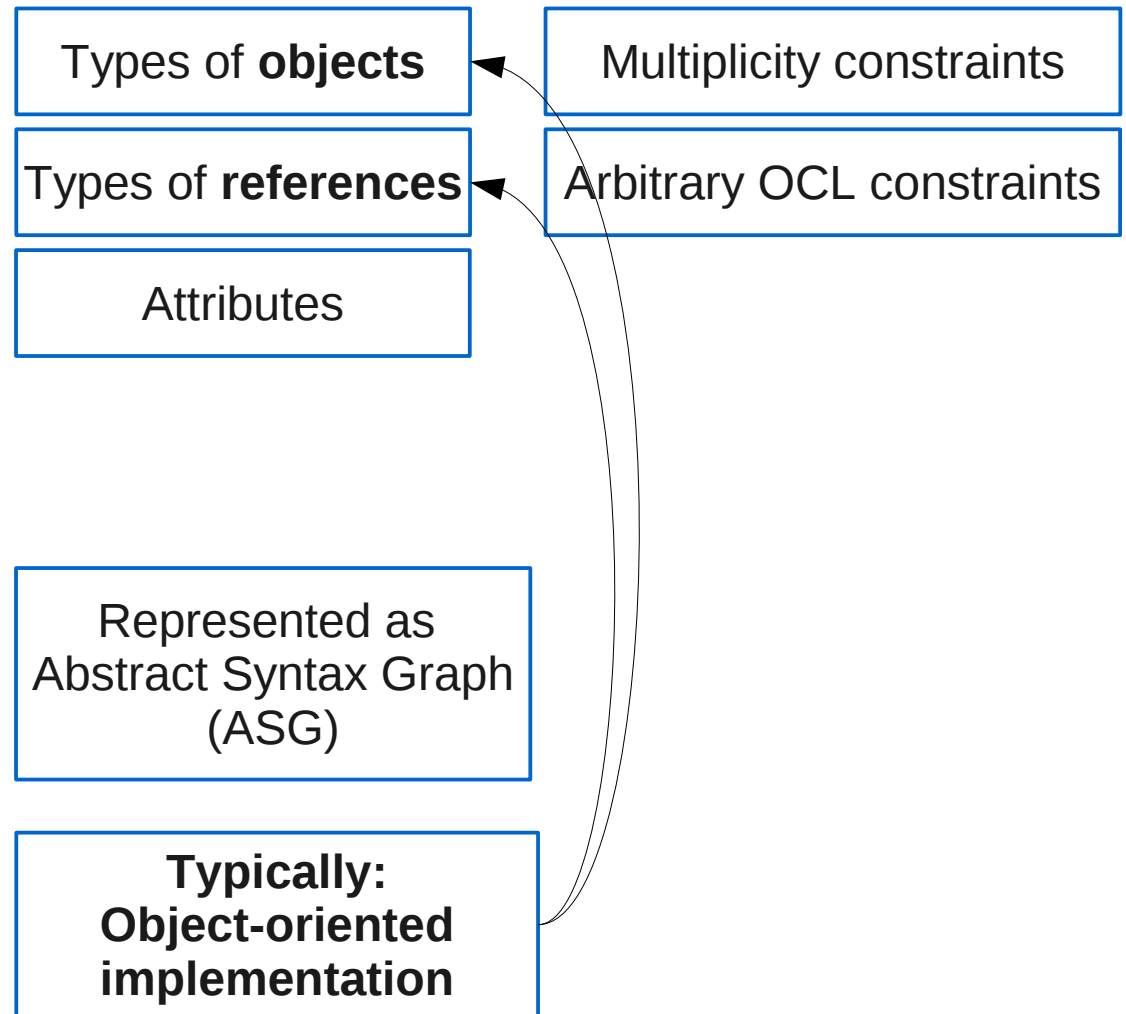 Types of objects
Multiplicity constraints
Types of references
Arbitrary OCL constraints
Attributes
Represented as
Abstract Syntax Graph
(ASG)
Typically:
Object-oriented
implementation